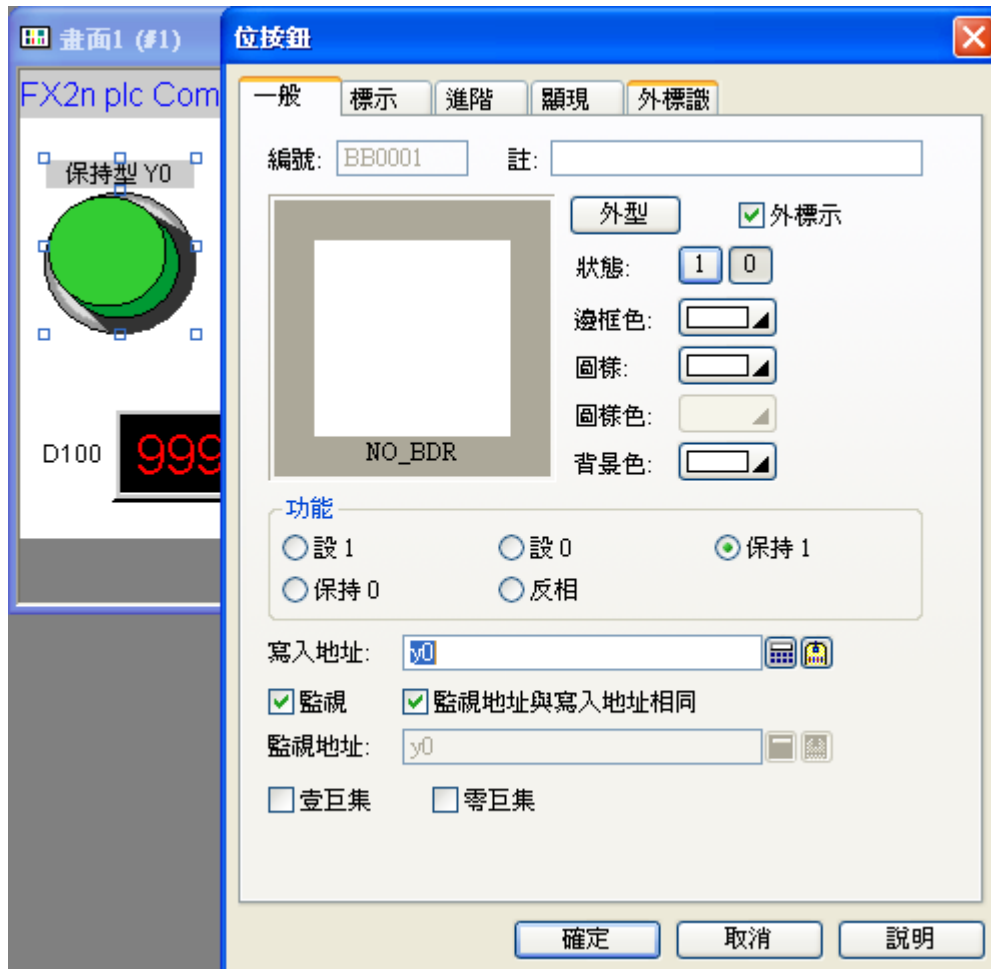 畫面1 (#1)
FX2n plc Com
保持型 Y0
D100
999
位按鈕
一般 標示 進階 顯現 外標識
編號: BB0001 註:
外型 外標示
狀態: 1 0
邊框色:
圖樣:
圖樣色:
NO_BDR
背景色:
功能
設 1 設 0 保持 1
保持 0 反相
寫入地址: y0
監視 監視地址與寫入地址相同
監視地址: y0
壹巨集 零巨集
確定 取消 說明